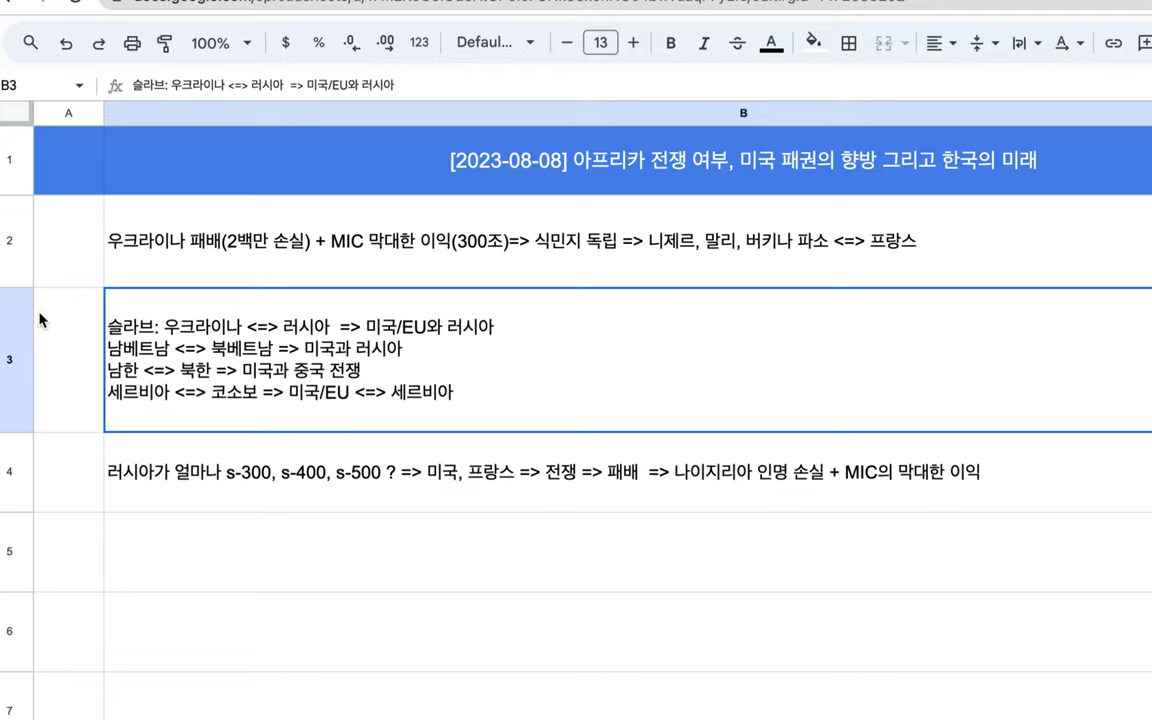 100%
$
%
.0
.00
123
Defaul...
13
B
I
A
A
B3
fx
슬라브: 우크라이나 <=> 러시아 => 미국/EU와 러시아
A
B
1
[2023-08-08] 아프리카 전쟁 여부, 미국 패권의 향방 그리고 한국의 미래
2
우크라이나 패배(2백만 손실) + MIC 막대한 이익(300조)=> 식민지 독립 => 니제르, 말리, 버키나 파소 <=> 프랑스
3
슬라브: 우크라이나 <=> 러시아 => 미국/EU와 러시아
남베트남 <=> 북베트남 => 미국과 러시아
남한 <=> 북한 => 미국과 중국 전쟁
세르비아 <=> 코소보 => 미국/EU <=> 세르비아
4
러시아가 얼마나 s-300, s-400, s-500 ? => 미국, 프랑스 => 전쟁 => 패배 => 나이지리아 인명 손실 + MIC의 막대한 이익
5
6
7